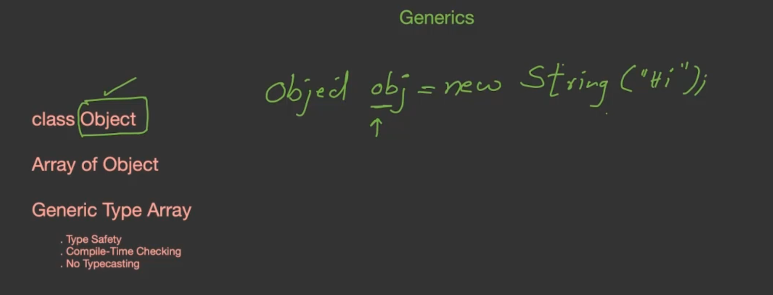 Generics
Object obj = new String ("Hi");
class Object
Array of Object
Generic Type Array
. Type Safety
. Compile-Time Checking
. No Typecasting